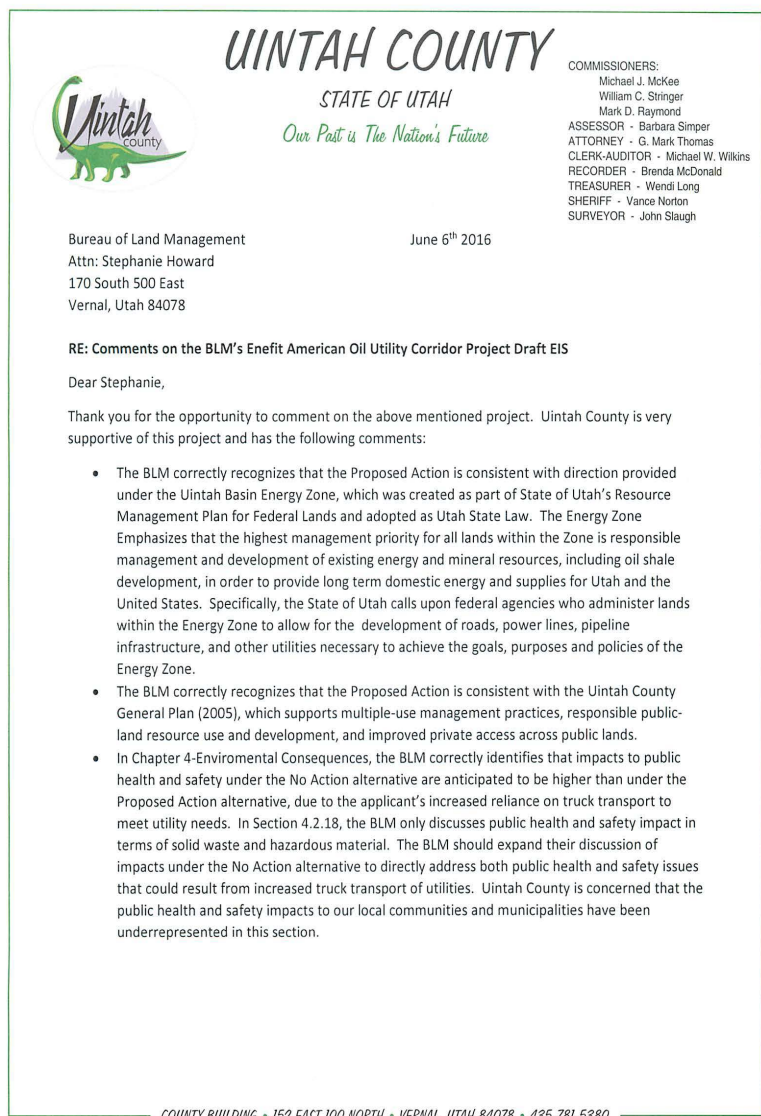 UINTAH COUNTY
STATE OF UTAH
Our Past is The Nation's Future
Uintah
county
COMMISSIONERS:
Michael J. McKee
William C. Stringer
Mark D. Raymond
ASSESSOR - Barbara Simper
ATTORNEY - G. Mark Thomas
CLERK-AUDITOR - Michael W. Wilkins
RECORDER - Brenda McDonald
TREASURER - Wendi Long
SHERIFF - Vance Norton
SURVEYOR - John Slaugh
Bureau of Land Management June 6th 2016
Attn: Stephanie Howard
170 South 500 East
Vernal, Utah 84078
RE: Comments on the BLM's Enefit American Oil Utility Corridor Project Draft EIS
Dear Stephanie,
Thank you for the opportunity to comment on the above mentioned project. Uintah County is very
supportive of this project and has the following comments:
• The BLM correctly recognizes that the Proposed Action is consistent with direction provided
under the Uintah Basin Energy Zone, which was created as part of State of Utah's Resource
Management Plan for Federal Lands and adopted as Utah State Law. The Energy Zone
Emphasizes that the highest management priority for all lands within the Zone is responsible
management and development of existing energy and mineral resources, including oil shale
development, in order to provide long term domestic energy and supplies for Utah and the
United States. Specifically, the State of Utah calls upon federal agencies who administer lands
within the Energy Zone to allow for the development of roads, power lines, pipeline
infrastructure, and other utilities necessary to achieve the goals, purposes and policies of the
Energy Zone.
• The BLM correctly recognizes that the Proposed Action is consistent with the Uintah County
General Plan (2005), which supports multiple-use management practices, responsible public-
land resource use and development, and improved private access across public lands.
• In Chapter 4-Enviromental Consequences, the BLM correctly identifies that impacts to public
health and safety under the No Action alternative are anticipated to be higher than under the
Proposed Action alternative, due to the applicant's increased reliance on truck transport to
meet utility needs. In Section 4.2.18, the BLM only discusses public health and safety impact in
terms of solid waste and hazardous material. The BLM should expand their discussion of
impacts under the No Action alternative to directly address both public health and safety issues
that could result from increased truck transport of utilities. Uintah County is concerned that the
public health and safety impacts to our local communities and municipalities have been
underrepresented in this section.
COUNTY BUILDING • 152 EAST 100 NORTH • VERNAL, UTAH 84078 • 435-781-5380